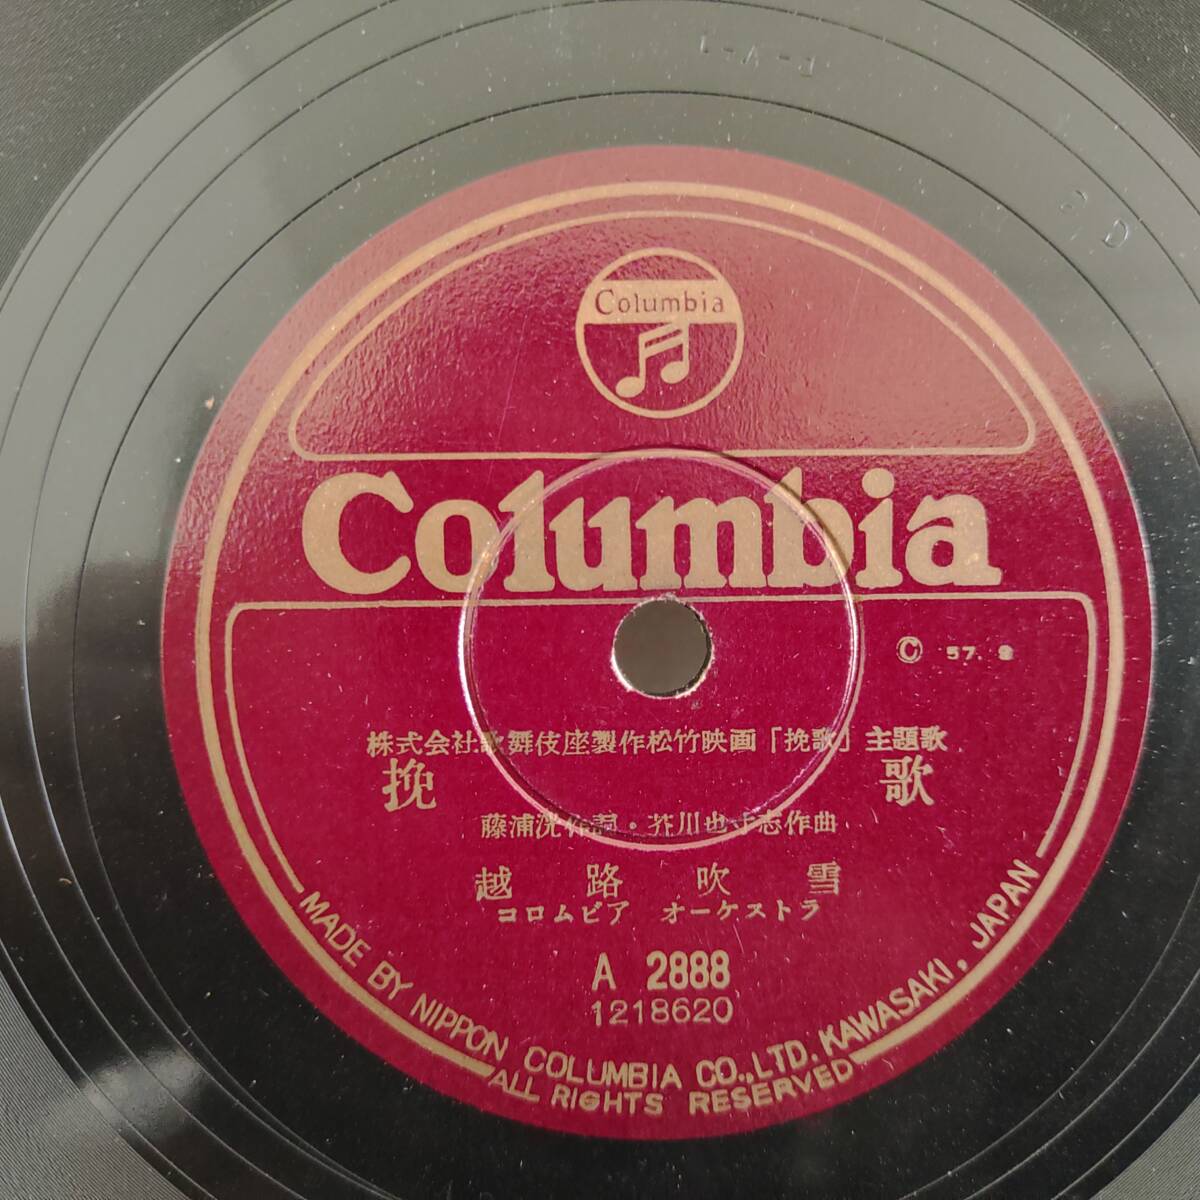 Columbia
Columbia
Ⓒ 57. 8
株式会社歌舞伎座製作松竹映画「挽歌」主題歌
挽歌
藤浦洸作詞・芥川也寸志作曲
越路吹雪
コロムビア オーケストラ
A 2888
1218620
MADE BY NIPPON COLUMBIA CO., LTD. KAWASAKI, JAPAN
ALL RIGHTS RESERVED